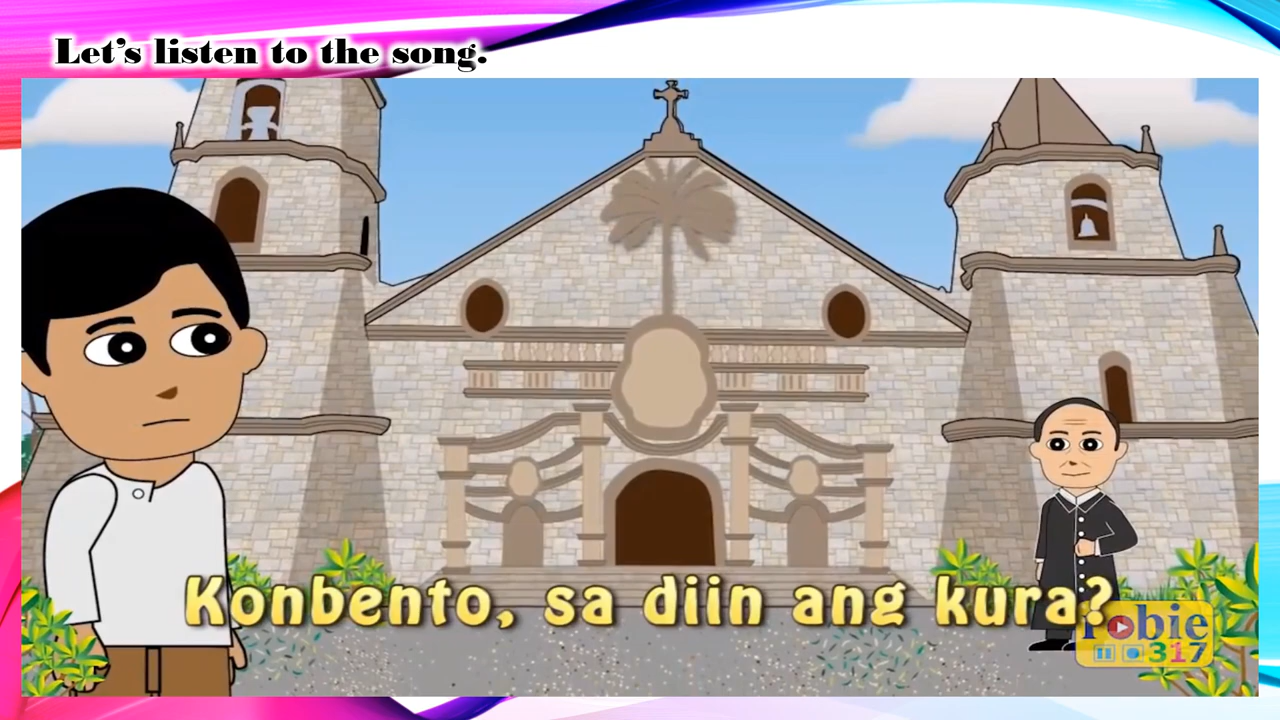 Let's listen to the song.
Konbento, sa diin ang kura?
robie
317